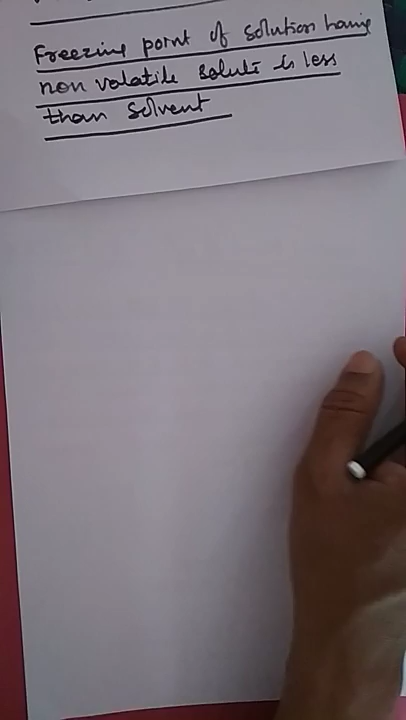 Freezing point of solution having
non volatile solute is less
than solvent